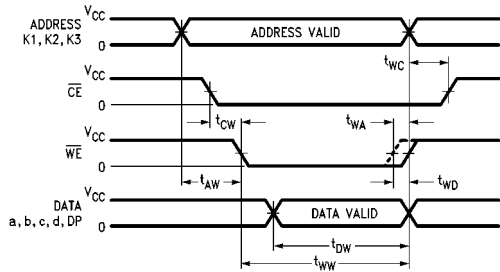 ADDRESS
K1, K2, K3
VCC
0
ADDRESS VALID
tWC
CE
VCC
0
tCW
tWA
WE
VCC
0
tAW
tWD
DATA
a, b, c, d, DP
VCC
0
DATA VALID
tDW
tWW